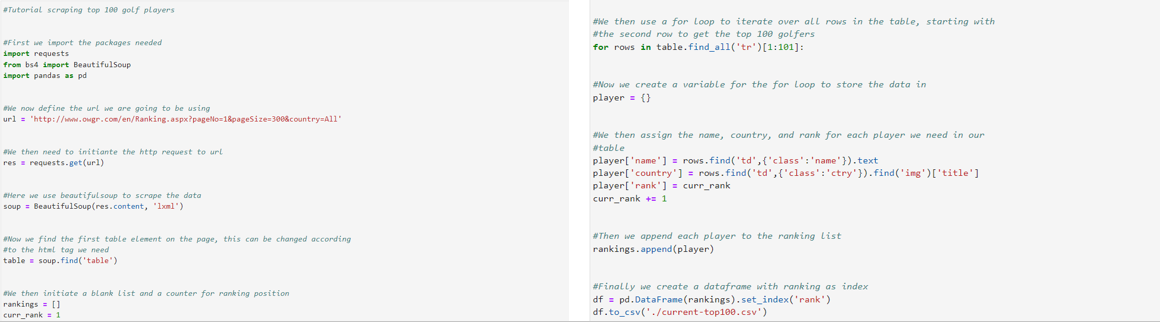 #Tutorial scraping top 100 golf players
#First we import the packages needed
import requests
from bs4 import BeautifulSoup
import pandas as pd
#We now define the url we are going to be using
url = 'http://www.owgr.com/en/Ranking.aspx?pageNo=1&pageSize=300&country=All'
#We then need to initiante the http request to url
res = requests.get(url)
#Here we use beautifulsoup to scrape the data
soup = BeautifulSoup(res.content, 'lxml')
#Now we find the first table element on the page, this can be changed according
#to the html tag we need
table = soup.find('table')
#We then initiate a blank list and a counter for ranking position
rankings = []
curr_rank = 1
#We then use a for loop to iterate over all rows in the table, starting with
#the second row to get the top 100 golfers
for rows in table.find_all('tr')[1:101]:
#Now we create a variable for the for loop to store the data in
player = {}
#We then assign the name, country, and rank for each player we need in our
#table
player['name'] = rows.find('td',{'class':'name'}).text
player['country'] = rows.find('td',{'class':'ctry'}).find('img')['title']
player['rank'] = curr_rank
curr_rank += 1
#Then we append each player to the ranking list
rankings.append(player)
#Finally we create a dataframe with ranking as index
df = pd.DataFrame(rankings).set_index('rank')
df.to_csv('./current-top100.csv')